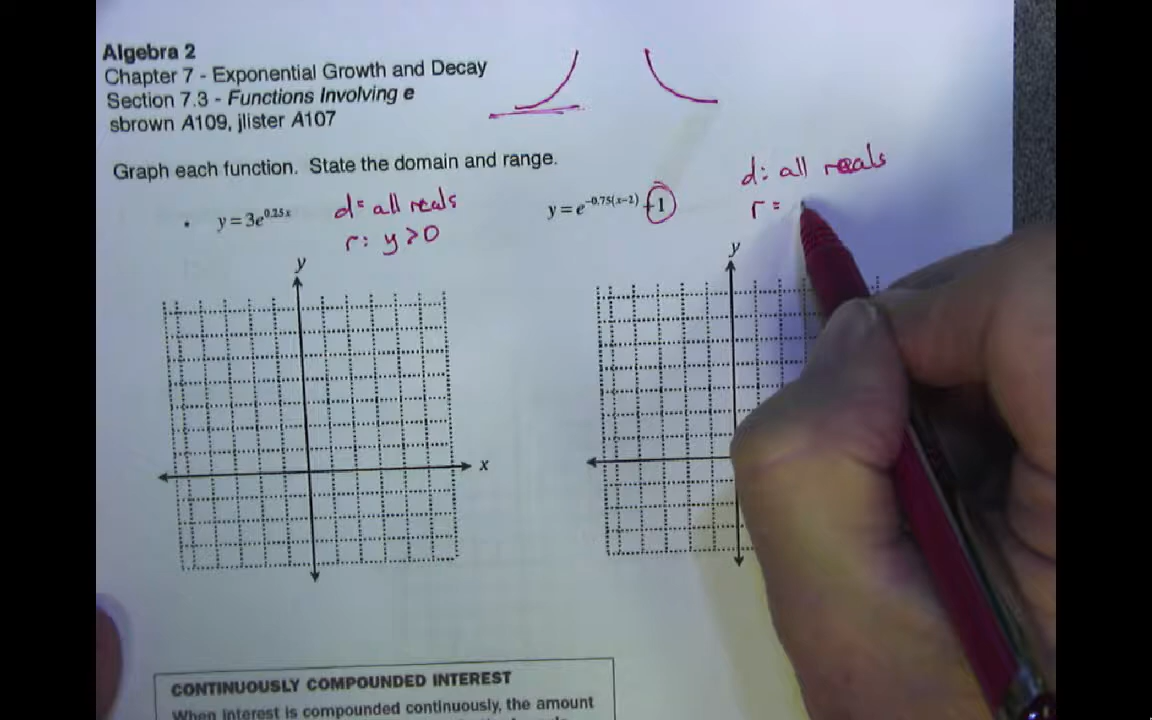 Algebra 2
Chapter 7 - Exponential Growth and Decay
Section 7.3 - Functions Involving e
sbrown A109, jlister A107
Graph each function. State the domain and range.
• y = 3e^{0.25x}
d= all reals
r: y > 0
y = e^{-0.75(x-2)} + 1
d: all reals
r:
y
x
y
CONTINUOUSLY COMPOUNDED INTEREST
When interest is compounded continuously, the amount